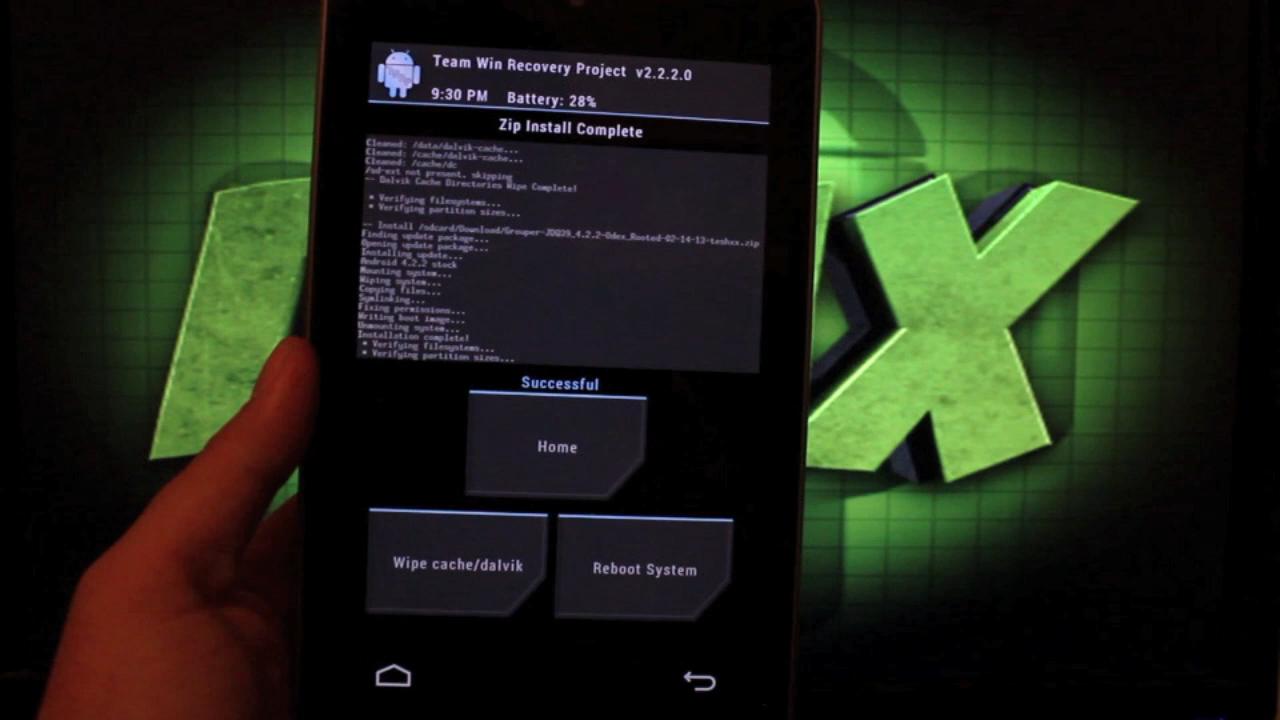 Team Win Recovery Project v2.2.2.0
9:30 PM Battery: 28%
Zip Install Complete
Cleaned: /data/dalvik-cache...
Cleaned: /cache/dalvik-cache...
Cleaned: /cache/dc
/sd-ext not present, skipping
-- Dalvik Cache Directories Wipe Complete!
* Verifying filesystems...
* Verifying partition sizes...
-- Install /sdcard/Download/Grouper-JDQ39_4.2.2-Odex_Rooted-02-14-13-teshxx.zip
Finding update package...
Opening update package...
Installing update...
Android 4.2.2 stock
Mounting system...
Wiping system...
Copying files...
Symlinking...
Fixing permissions...
Writing boot image...
Unmounting system...
Installation complete!
* Verifying filesystems...
* Verifying partition sizes...
Successful
Home
Wipe cache/dalvik
Reboot System
X